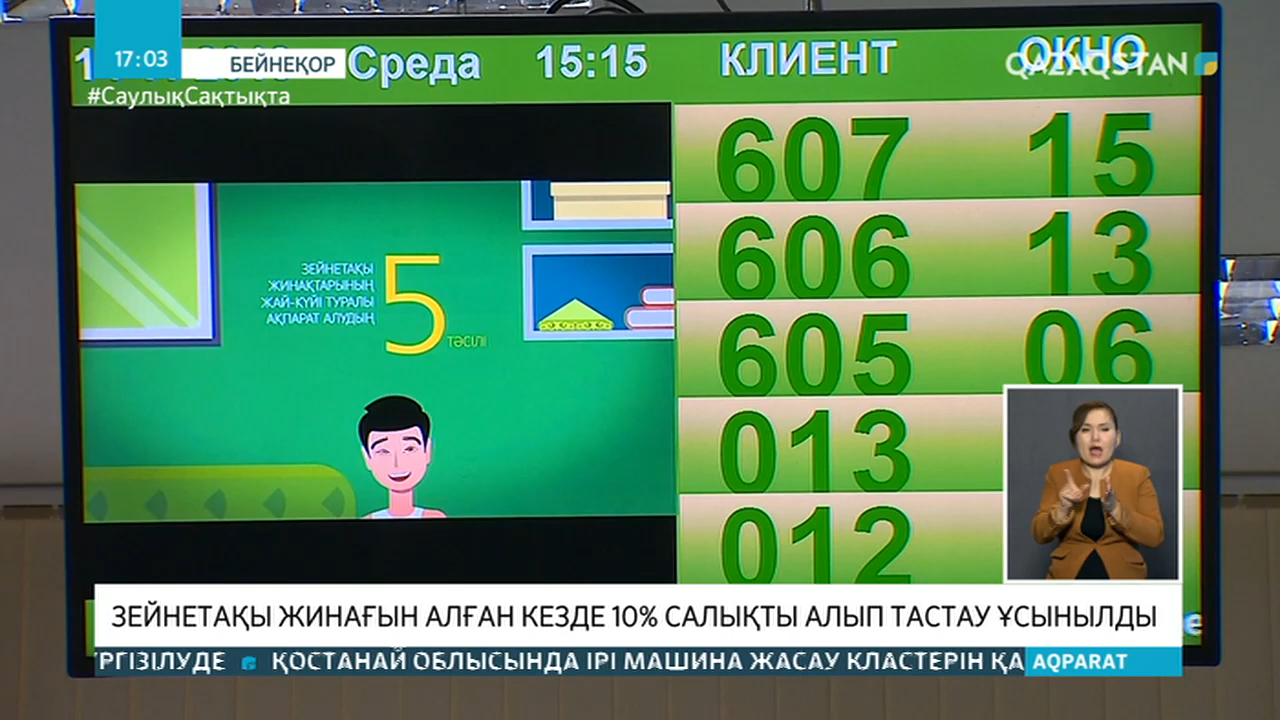 17:03
БЕЙНЕҚОР
Среда 15:15 КЛИЕНТ ОКНО
QAZAQSTAN
#СаулықСақтықта
607 15
606 13
605 06
013
012
ЗЕЙНЕТАҚЫ
ЖИНАҚТАРЫНЫҢ
ЖАЙ-КҮЙІ ТУРАЛЫ
АҚПАРАТ АЛУДЫҢ
5
ТӘСІЛІ
ЗЕЙНЕТАҚЫ ЖИНАҒЫН АЛҒАН КЕЗДЕ 10% САЛЫҚТЫ АЛЫП ТАСТАУ ҰСЫНЫЛДЫ
РГІЗІЛУДЕ ҚОСТАНАЙ ОБЛЫСЫНДА ІРІ МАШИНА ЖАСАУ КЛАСТЕРІН ҚА AQPARAT